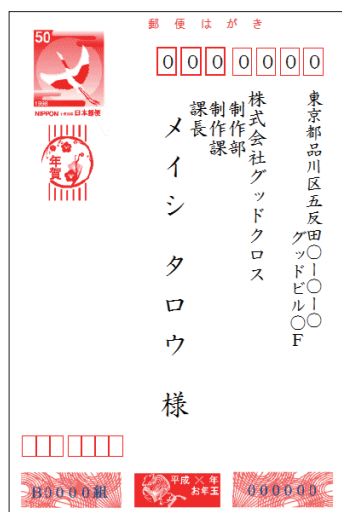 郵便はがき
50
1998
NIPPON 日本郵便
年賀
0000000
東京都品川区五反田〇ー〇ー〇
グッドビル〇F
株式会社グッドクロス
制作部
制作課
課長
メイシ タロウ 様
B0000組
平成×年
お年玉
000000